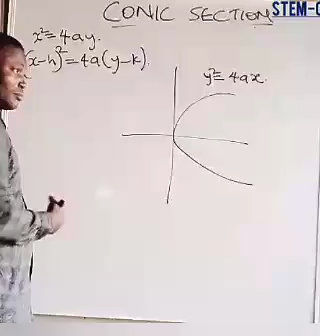 CONIC SECTION
STEM-
x²=4ay.
(x-h)²=4a(y-k).
y²=4ax.